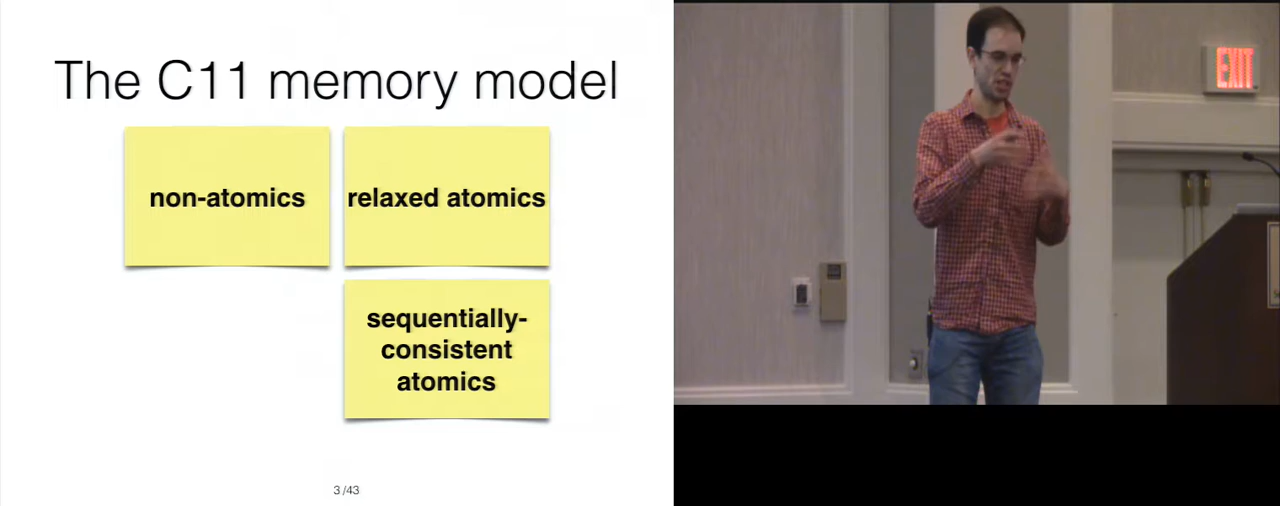 The C11 memory model
non-atomics
relaxed atomics
sequentially-
consistent
atomics
3 /43
EXIT